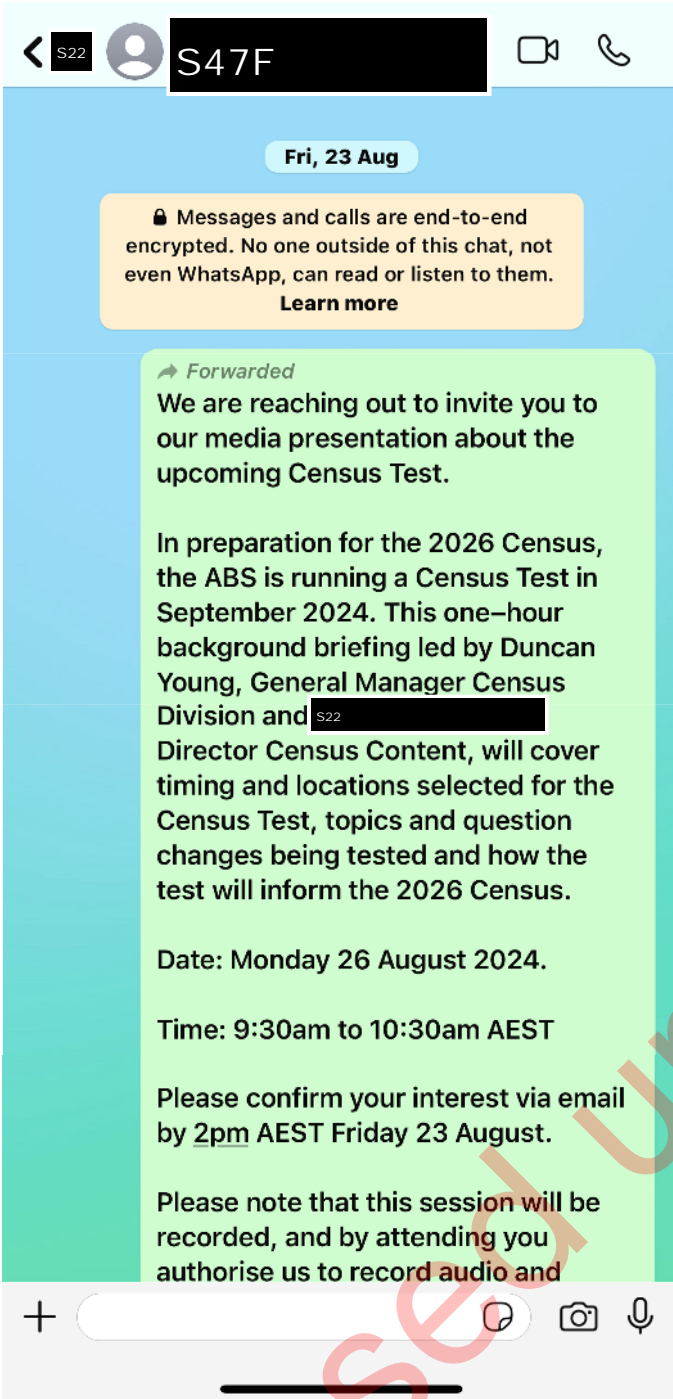 S22
S47F
Fri, 23 Aug
Messages and calls are end-to-end
encrypted. No one outside of this chat, not
even WhatsApp, can read or listen to them.
Learn more
Forwarded
We are reaching out to invite you to
our media presentation about the
upcoming Census Test.
In preparation for the 2026 Census,
the ABS is running a Census Test in
September 2024. This one–hour
background briefing led by Duncan
Young, General Manager Census
Division and S22
Director Census Content, will cover
timing and locations selected for the
Census Test, topics and question
changes being tested and how the
test will inform the 2026 Census.
Date: Monday 26 August 2024.
Time: 9:30am to 10:30am AEST
Please confirm your interest via email
by 2pm AEST Friday 23 August.
Please note that this session will be
recorded, and by attending you
authorise us to record audio and